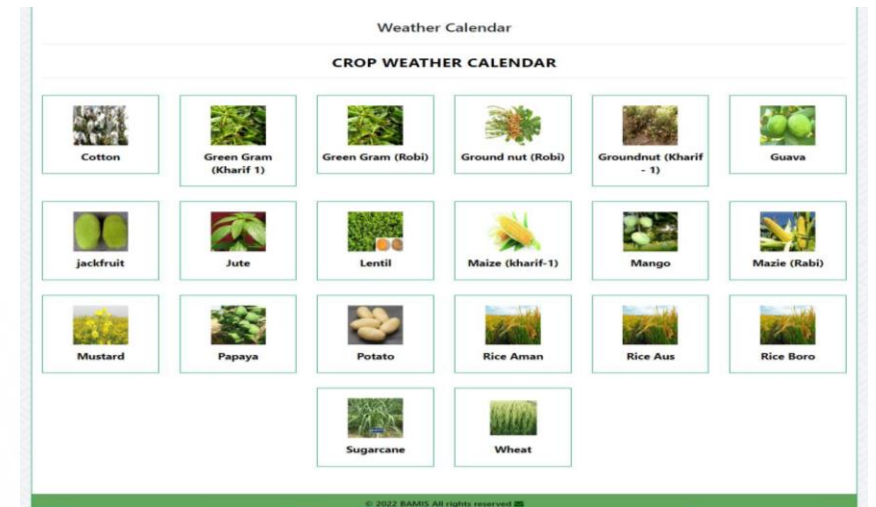 Weather Calendar
CROP WEATHER CALENDAR
Cotton
Green Gram
(Kharif 1)
Green Gram (Robi)
Ground nut (Robi)
Groundnut (Kharif
- 1)
Guava
jackfruit
Jute
Lentil
Maize (kharif-1)
Mango
Mazie (Rabi)
Mustard
Papaya
Potato
Rice Aman
Rice Aus
Rice Boro
Sugarcane
Wheat
© 2022 BAMIS All rights reserved